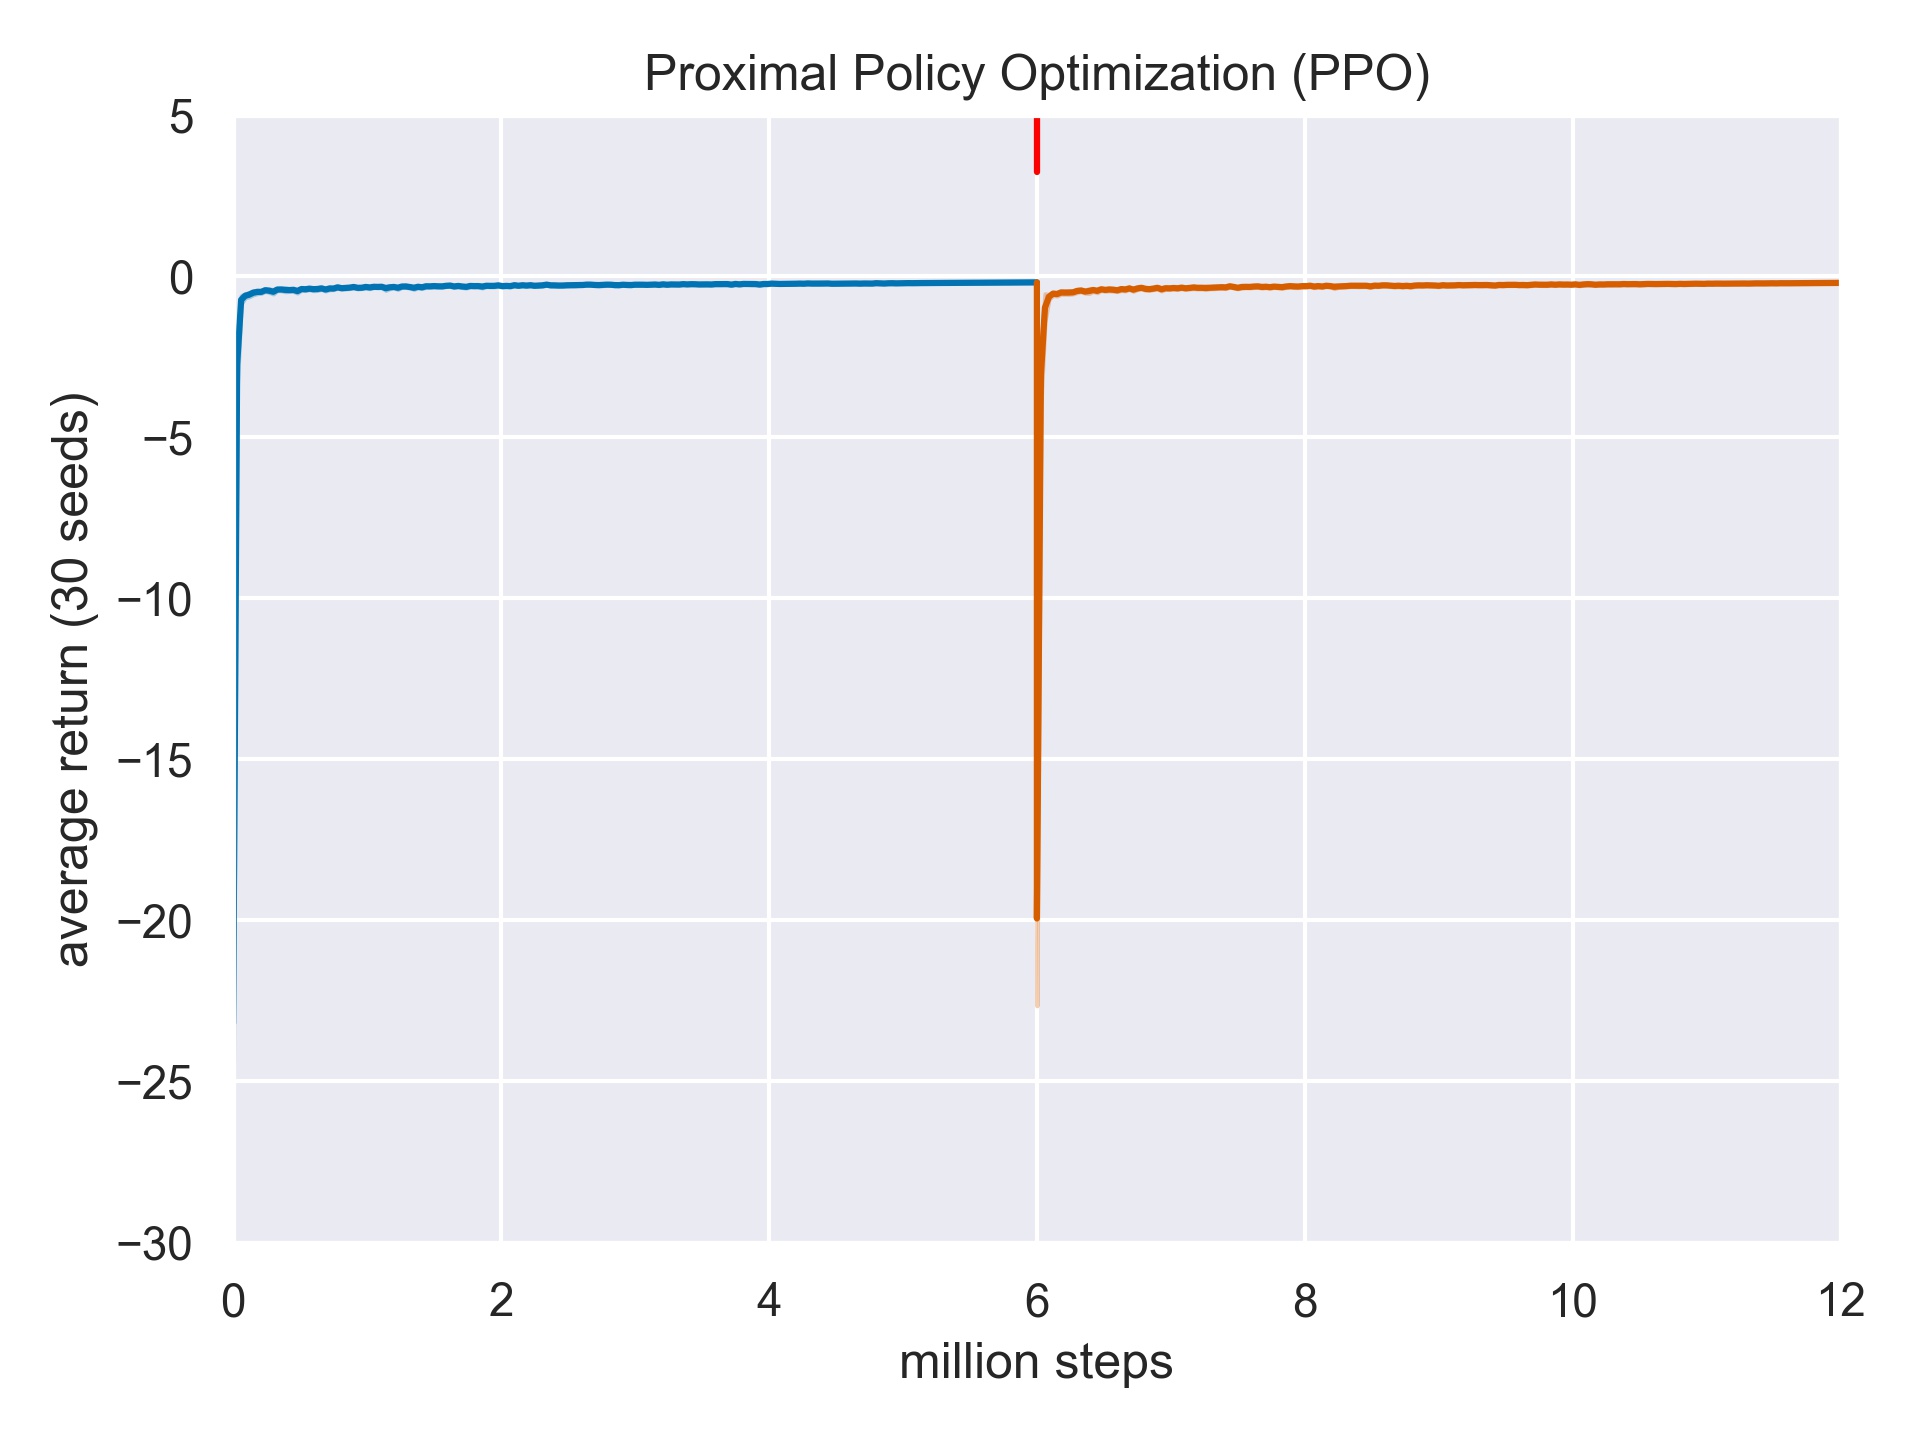 Proximal Policy Optimization (PPO)
5
0
−5
−10
−15
−20
−25
−30
average return (30 seeds)
0 2 4 6 8 10 12
million steps